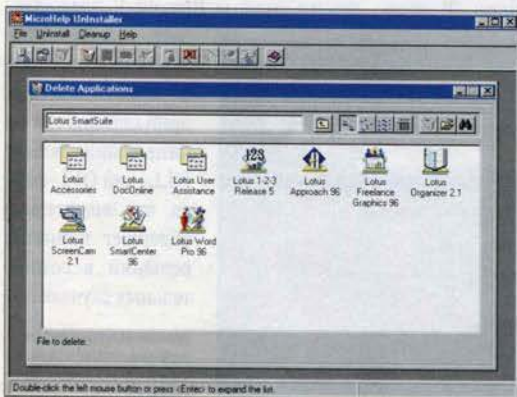 MicroHelp UnInstaller
File Uninstall Cleanup Help
Delete Applications
Lotus SmartSuite
Lotus Accessories
Lotus DocOnline
Lotus User Assistance
Lotus 1-2-3 Release 5
Lotus Approach 96
Lotus Freelance Graphics 96
Lotus Organizer 2.1
Lotus ScreenCam 2.1
Lotus SmartCenter 96
Lotus Word Pro 96
File to delete:
Double-click the left mouse button or press <Enter> to expand the list.